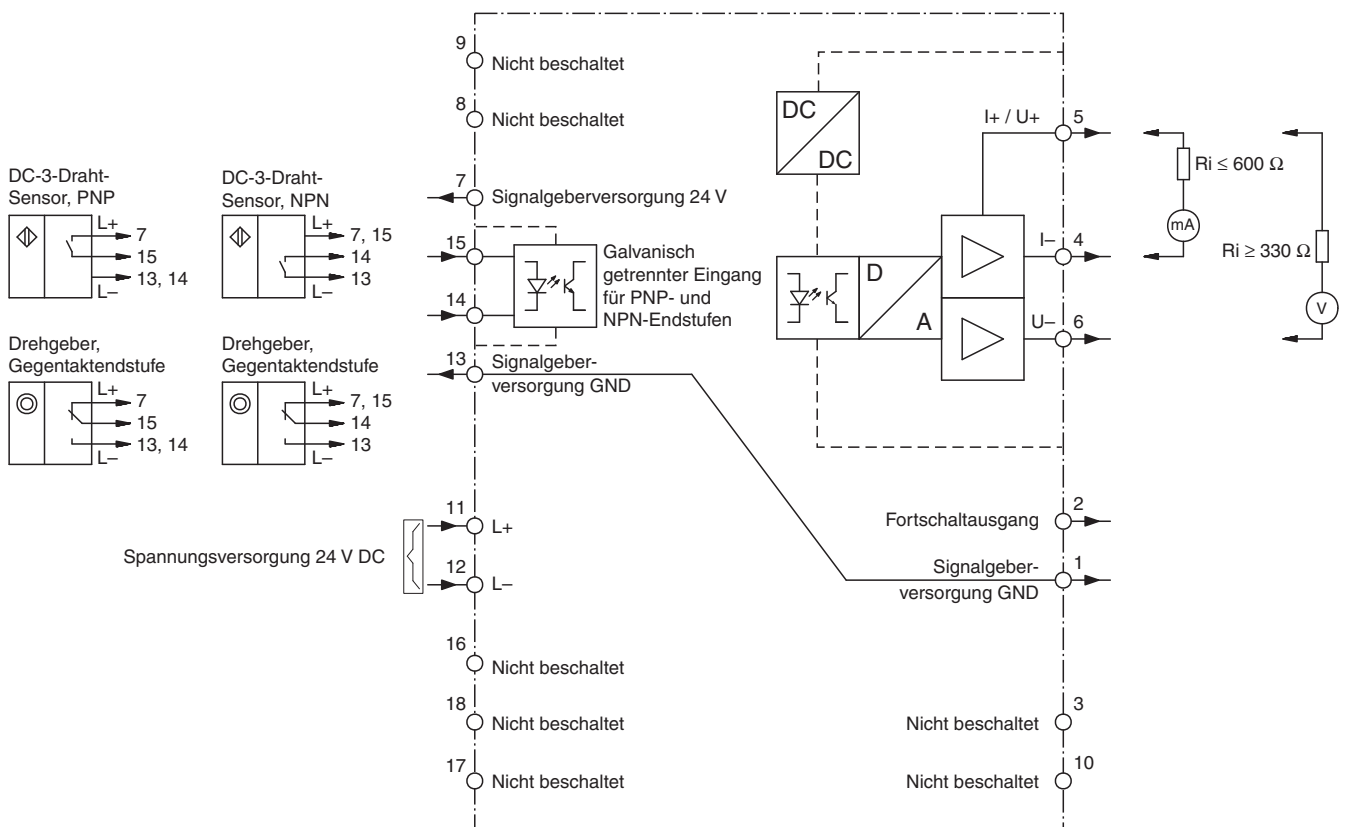 9
Nicht beschaltet
8
Nicht beschaltet
7
Signalgeberversorgung 24 V
15
14
Galvanisch
getrennter Eingang
für PNP- und
NPN-Endstufen
13
Signalgeber-
versorgung GND
DC-3-Draht-
Sensor, PNP
L+
7
15
13, 14
L–
DC-3-Draht-
Sensor, NPN
L+
7, 15
14
13
L–
Drehgeber,
Gegentaktendstufe
L+
7
15
13, 14
L–
Drehgeber,
Gegentaktendstufe
L+
7, 15
14
13
L–
Spannungsversorgung 24 V DC
11
L+
12
L–
16
Nicht beschaltet
18
Nicht beschaltet
17
Nicht beschaltet
DC
DC
D
A
I+ / U+
5
I–
4
U–
6
Ri ≤ 600 Ω
mA
Ri ≥ 330 Ω
V
Fortschaltausgang
2
Signalgeber-
versorgung GND
1
Nicht beschaltet
3
Nicht beschaltet
10